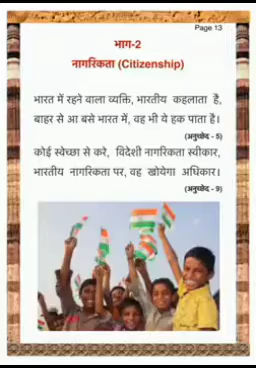 Page 13
भाग-2
नागरिकता (Citizenship)
भारत में रहने वाला व्यक्ति, भारतीय कहलाता है,
बाहर से आ बसे भारत में, वह भी ये हक पाता है।
(अनुच्छेद - 5)
कोई स्वेच्छा से करे, विदेशी नागरिकता स्वीकार,
भारतीय नागरिकता पर, वह खोयेगा अधिकार।
(अनुच्छेद - 9)